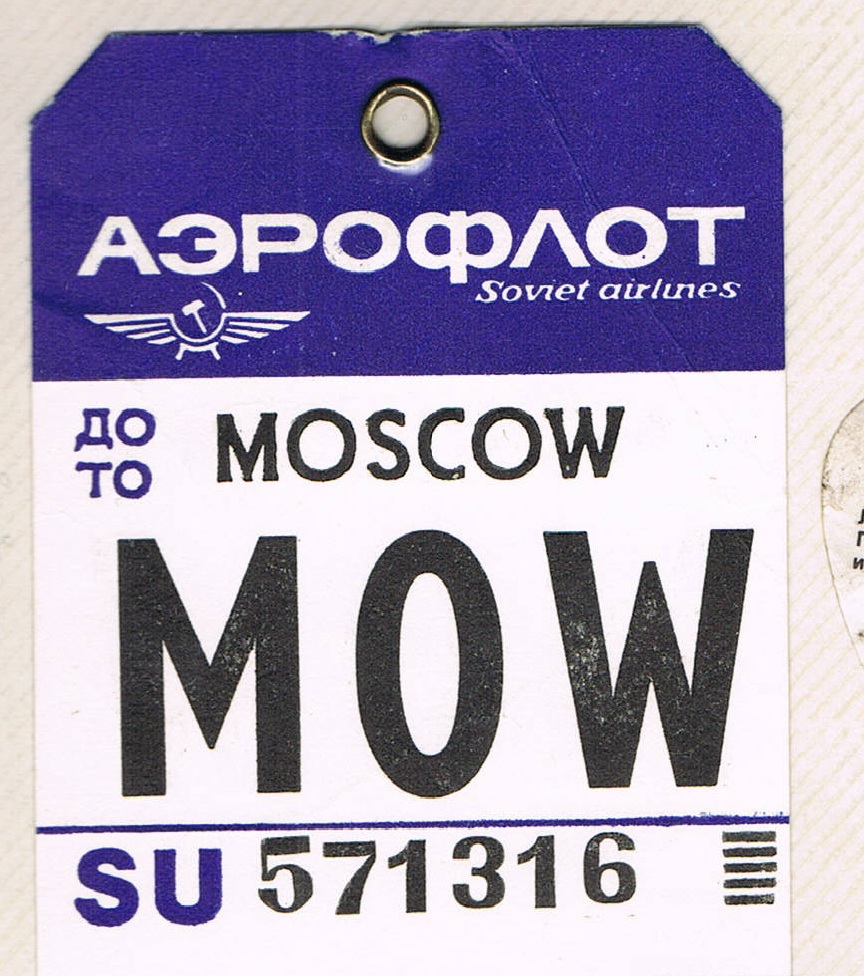 АЭРОФЛОТ
Soviet airlines
ДО
TO
MOSCOW
MOW
SU 571316